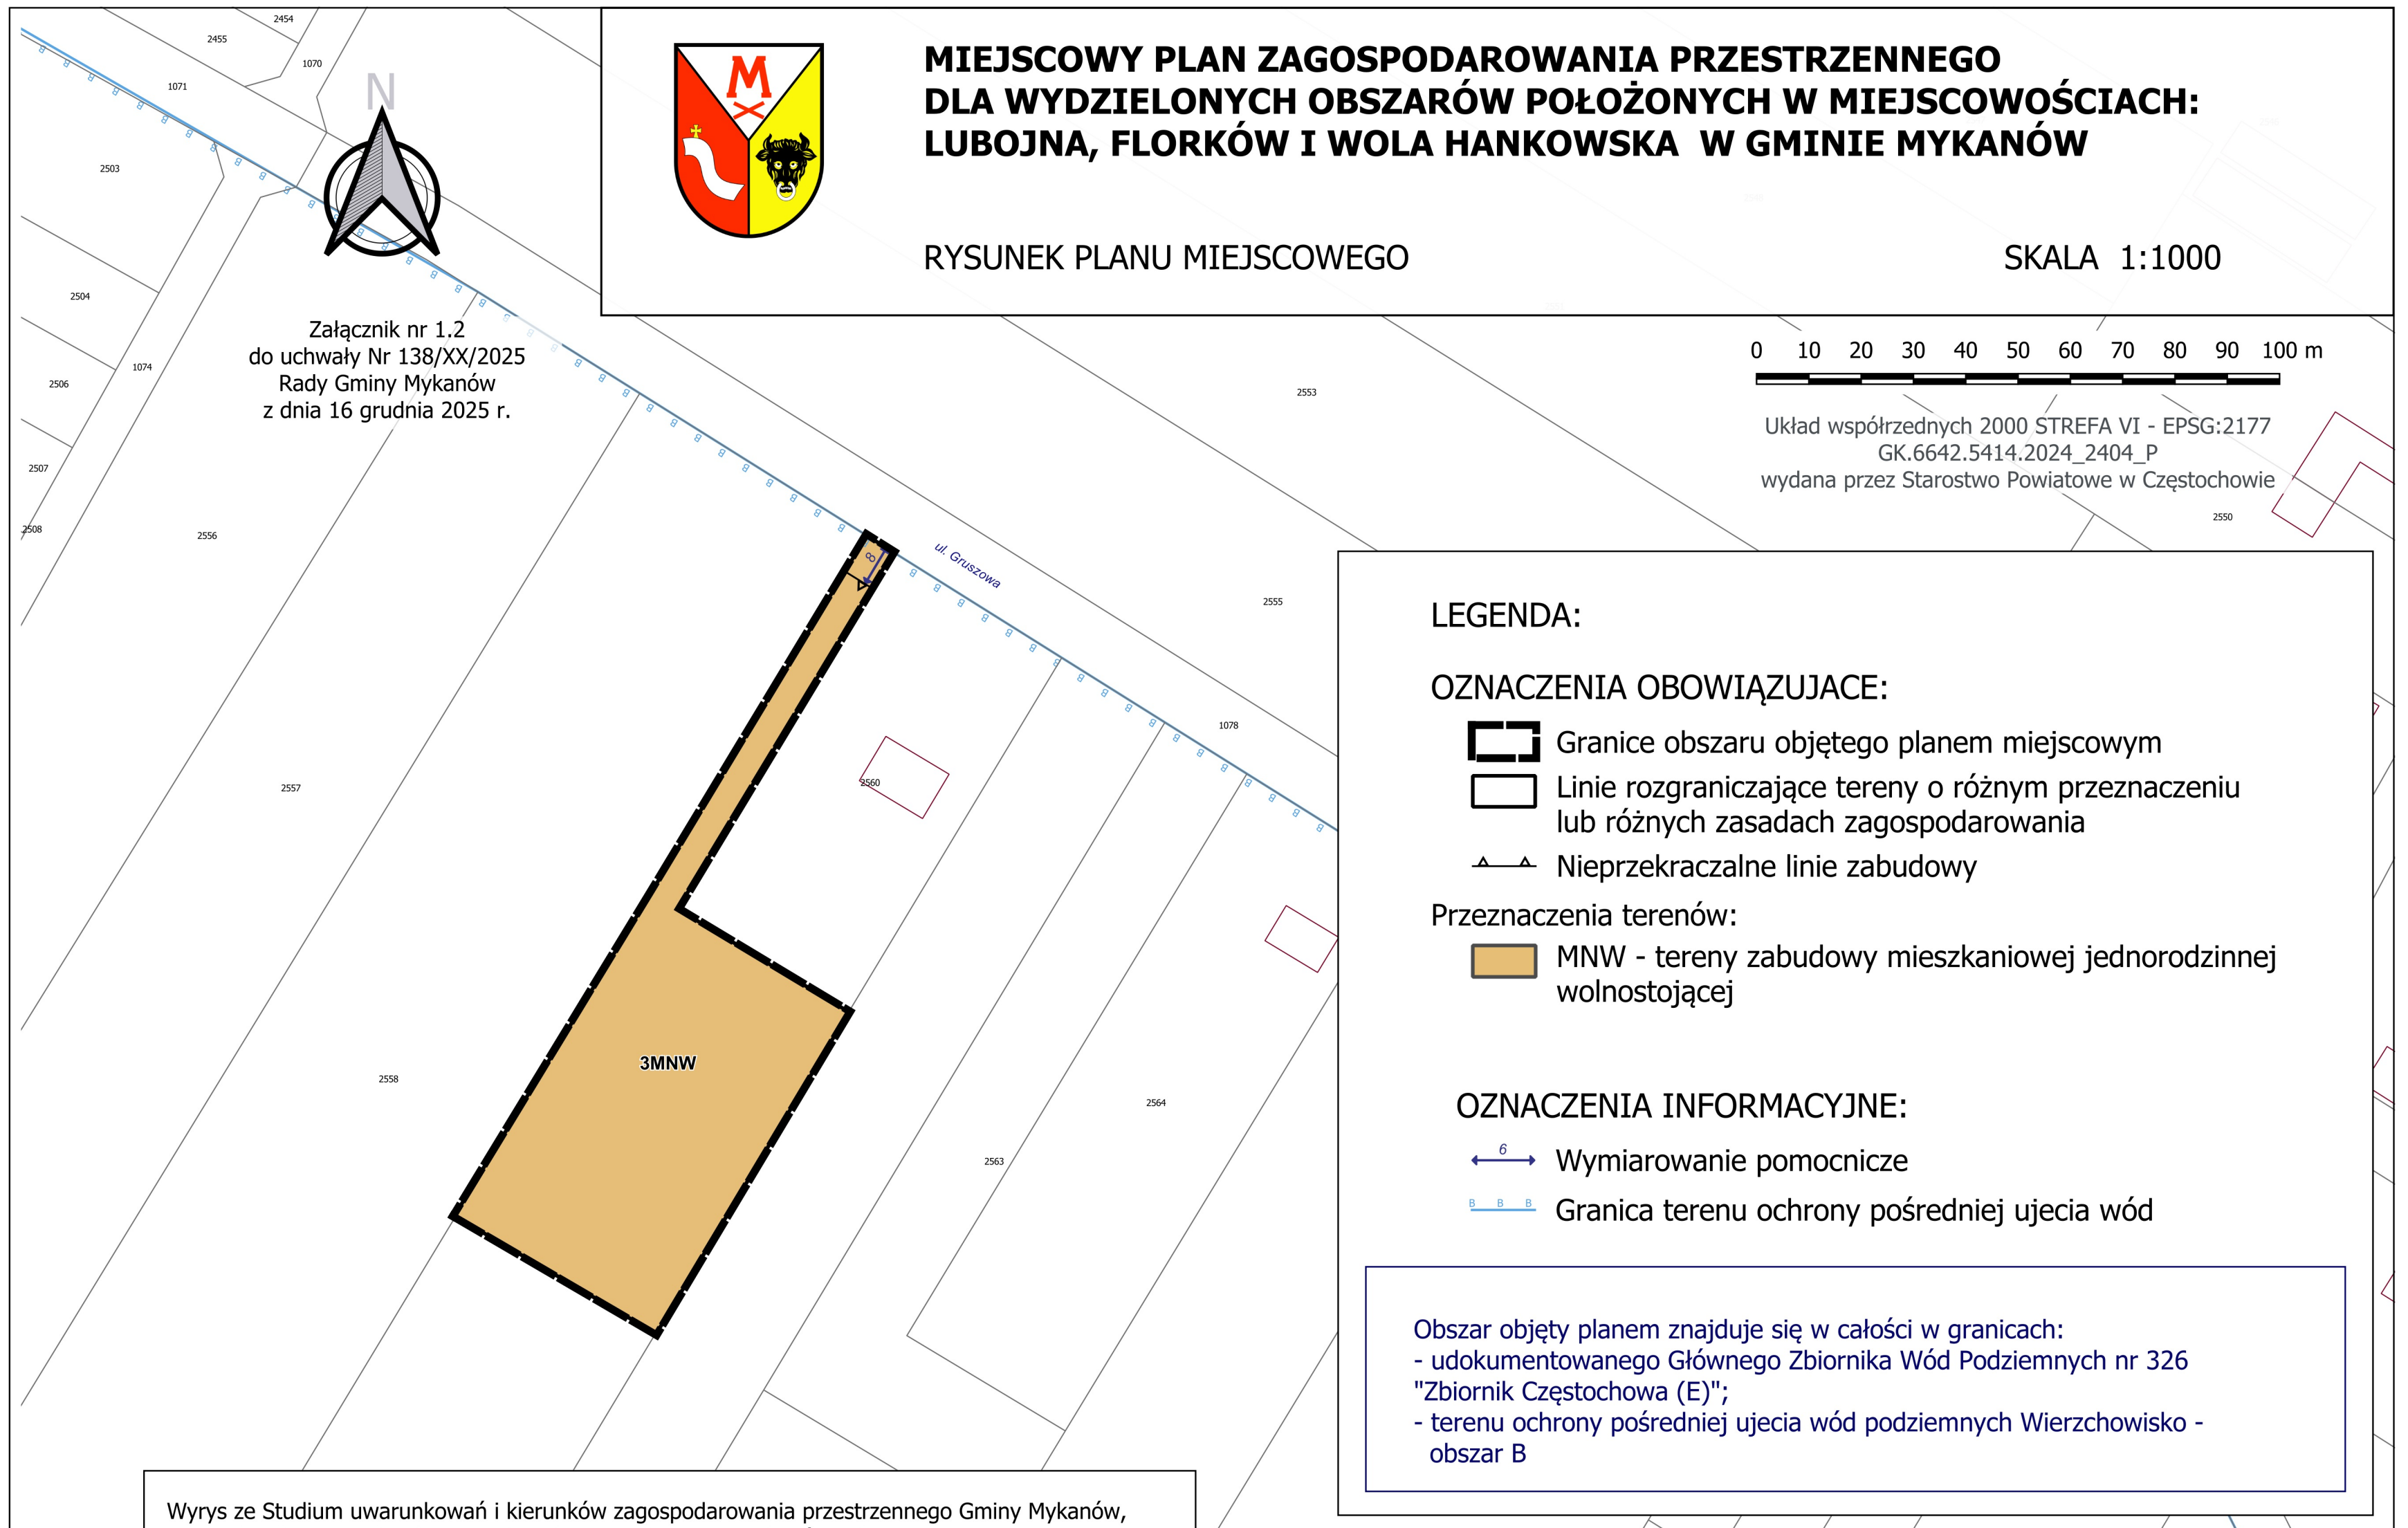 MIEJSCOWY PLAN ZAGOSPODAROWANIA PRZESTRZENNEGO
DLA WYDZIELONYCH OBSZARÓW POŁOŻONYCH W MIEJSCOWOŚCIACH:
LUBOJNA, FLORKÓW I WOLA HANKOWSKA W GMINIE MYKANÓW
RYSUNEK PLANU MIEJSCOWEGO
SKALA 1:1000
M
N
Załącznik nr 1.2
do uchwały Nr 138/XX/2025
Rady Gminy Mykanów
z dnia 16 grudnia 2025 r.
0 10 20 30 40 50 60 70 80 90 100 m
Układ współrzędnych 2000 STREFA VI - EPSG:2177
GK.6642.5414.2024_2404_P
wydana przez Starostwo Powiatowe w Częstochowie
2454
2455
1070
1071
2503
2504
1074
2506
2507
2508
2556
2553
2550
2555
ul. Gruszowa
8
1078
2560
2557
2558
3MNW
2564
2563
LEGENDA:
OZNACZENIA OBOWIĄZUJACE:
Granice obszaru objętego planem miejscowym
Linie rozgraniczające tereny o różnym przeznaczeniu
lub różnych zasadach zagospodarowania
Nieprzekraczalne linie zabudowy
Przeznaczenia terenów:
MNW - tereny zabudowy mieszkaniowej jednorodzinnej
wolnostojącej
OZNACZENIA INFORMACYJNE:
6
Wymiarowanie pomocnicze
B B B
Granica terenu ochrony pośredniej ujecia wód
Obszar objęty planem znajduje się w całości w granicach:
- udokumentowanego Głównego Zbiornika Wód Podziemnych nr 326
"Zbiornik Częstochowa (E)";
- terenu ochrony pośredniej ujecia wód podziemnych Wierzchowisko -
obszar B
Wyrys ze Studium uwarunkowań i kierunków zagospodarowania przestrzennego Gminy Mykanów,